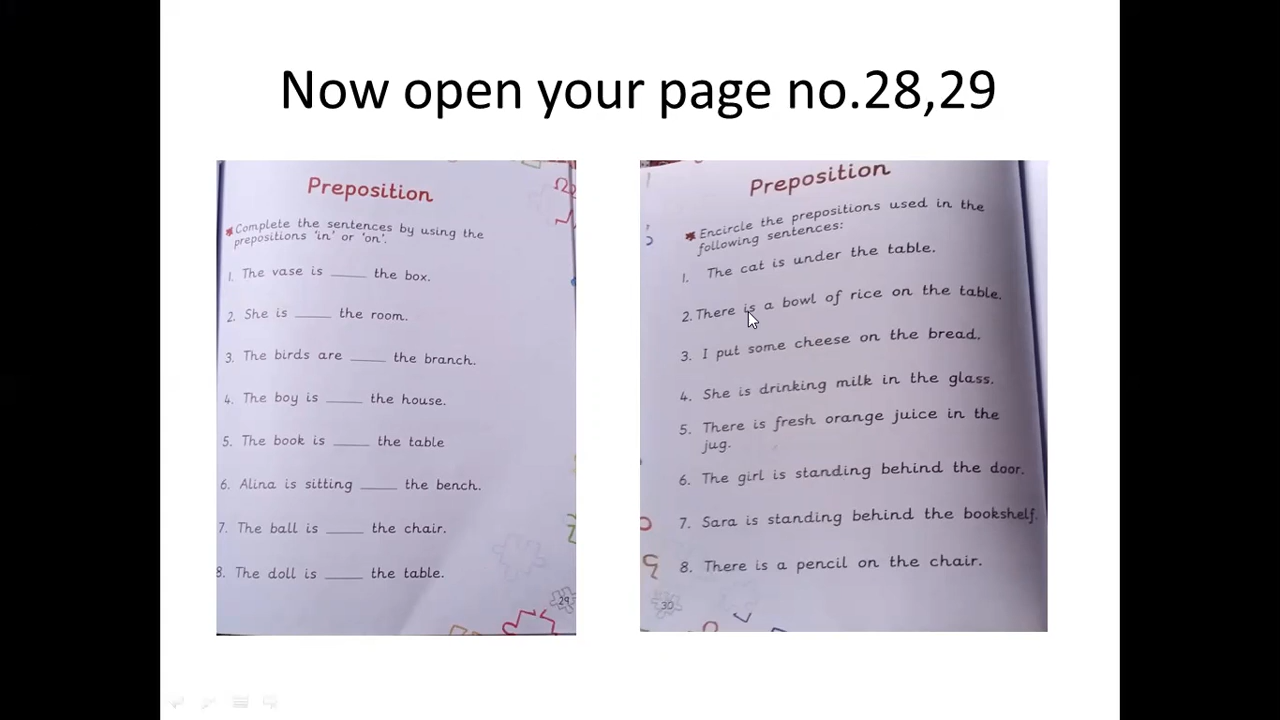 Now open your page no.28,29
Preposition
Complete the sentences by using the
prepositions 'in' or 'on'.
1. The vase is _____ the box.
2. She is _____ the room.
3. The birds are _____ the branch.
4. The boy is _____ the house.
5. The book is _____ the table
6. Alina is sitting _____ the bench.
7. The ball is _____ the chair.
8. The doll is _____ the table.
29
Preposition
Encircle the prepositions used in the
following sentences:
1. The cat is under the table.
2. There is a bowl of rice on the table.
3. I put some cheese on the bread.
4. She is drinking milk in the glass.
5. There is fresh orange juice in the
jug.
6. The girl is standing behind the door.
7. Sara is standing behind the bookshelf.
8. There is a pencil on the chair.
30